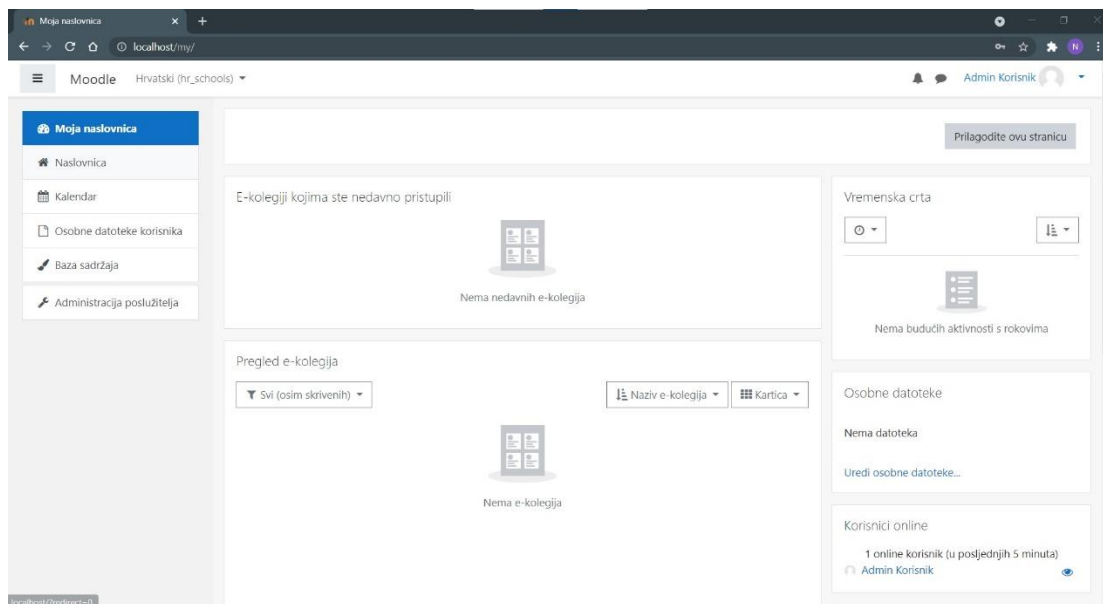 Moja naslovnica
localhost/my/
Moodle Hrvatski (hr_schools)
Admin Korisnik
Moja naslovnica
Naslovnica
Kalendar
Osobne datoteke korisnika
Baza sadržaja
Administracija poslužitelja
Prilagodite ovu stranicu
E-kolegiji kojima ste nedavno pristupili
Nema nedavnih e-kolegija
Pregled e-kolegija
Svi (osim skrivenih)
Naziv e-kolegija
Kartica
Nema e-kolegija
Vremenska crta
Nema budućih aktivnosti s rokovima
Osobne datoteke
Nema datoteka
Uredi osobne datoteke...
Korisnici online
1 online korisnik (u posljednjih 5 minuta)
Admin Korisnik
localhost/?redirect=0
N